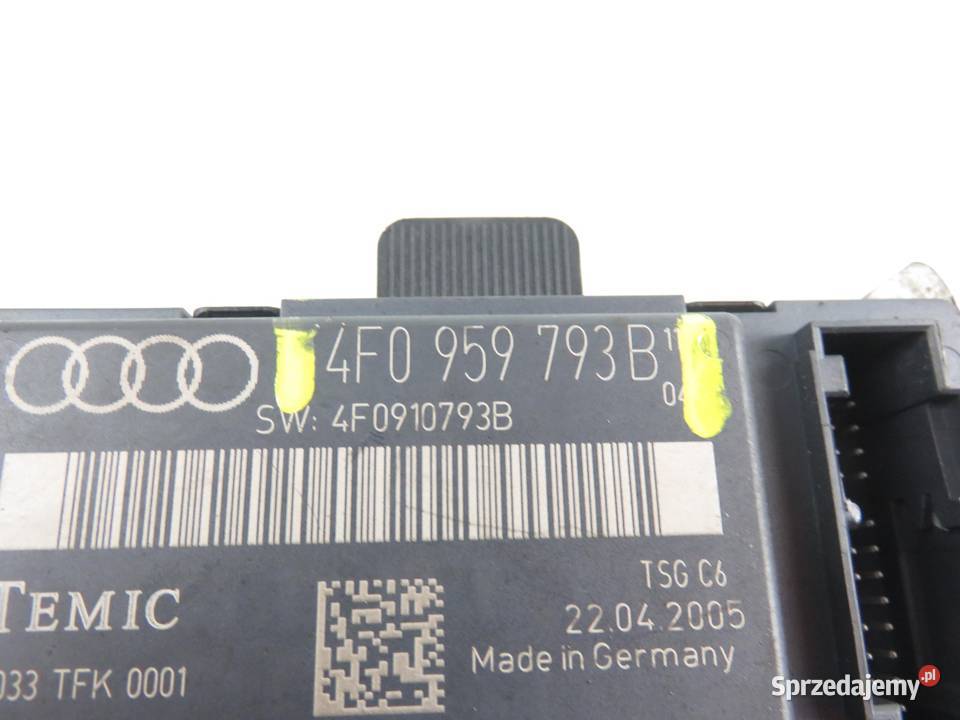 4F0 959 793B
SW: 4F0910793B
TEMIC
TSG C6
22.04.2005
Made in Germany
033 TFK 0001
Sprzedajemy.pl